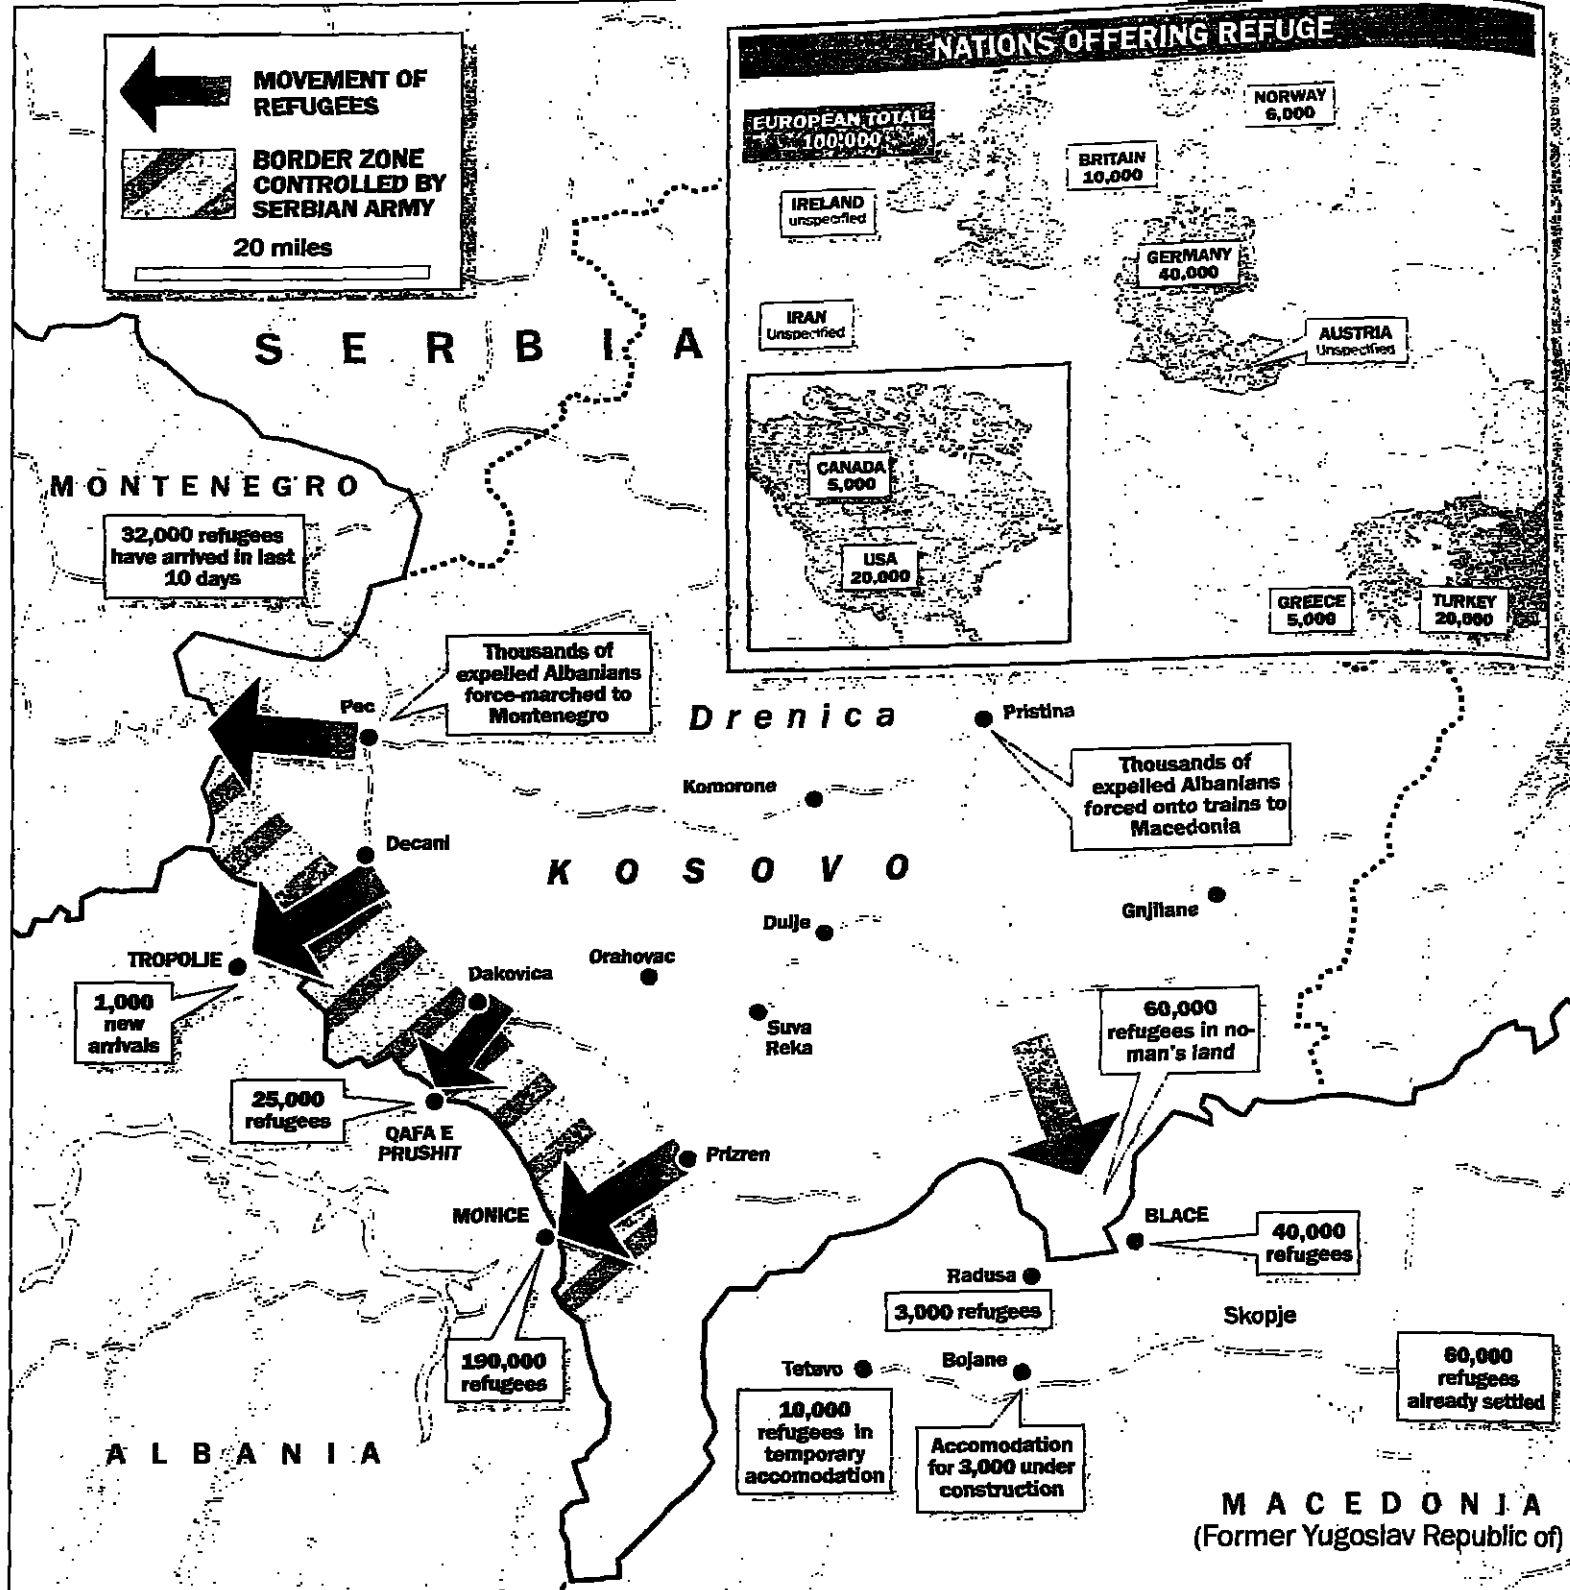 MOVEMENT OF
REFUGEES
BORDER ZONE
CONTROLLED BY
SERBIAN ARMY
20 miles
NATIONS OFFERING REFUGE
EUROPEAN TOTAL
100,000
NORWAY
6,000
BRITAIN
10,000
IRELAND
unspecified
GERMANY
40,000
IRAN
Unspecified
AUSTRIA
Unspecified
CANADA
5,000
USA
20,000
GREECE
5,000
TURKEY
20,000
SERBIA
MONTENEGRO
32,000 refugees
have arrived in last
10 days
Thousands of
expelled Albanians
force-marched to
Montenegro
Pec
Drenica
Pristina
Thousands of
expelled Albanians
forced onto trains to
Macedonia
Komorone
Decani
KOSOVO
Gnjilane
Dulje
Orahovac
TROPOLJE
Dakovica
1,000
new
arrivals
Suva
Reka
60,000
refugees in no-
man's land
25,000
refugees
QAFA E
PRUSHIT
Prizren
MONICE
BLACE
40,000
refugees
Radusa
3,000 refugees
Skopje
190,000
refugees
Tetovo
Bojane
10,000
refugees in
temporary
accomodation
Accomodation
for 3,000 under
construction
60,000
refugees
already settled
ALBANIA
MACEDONIA
(Former Yugoslav Republic of)